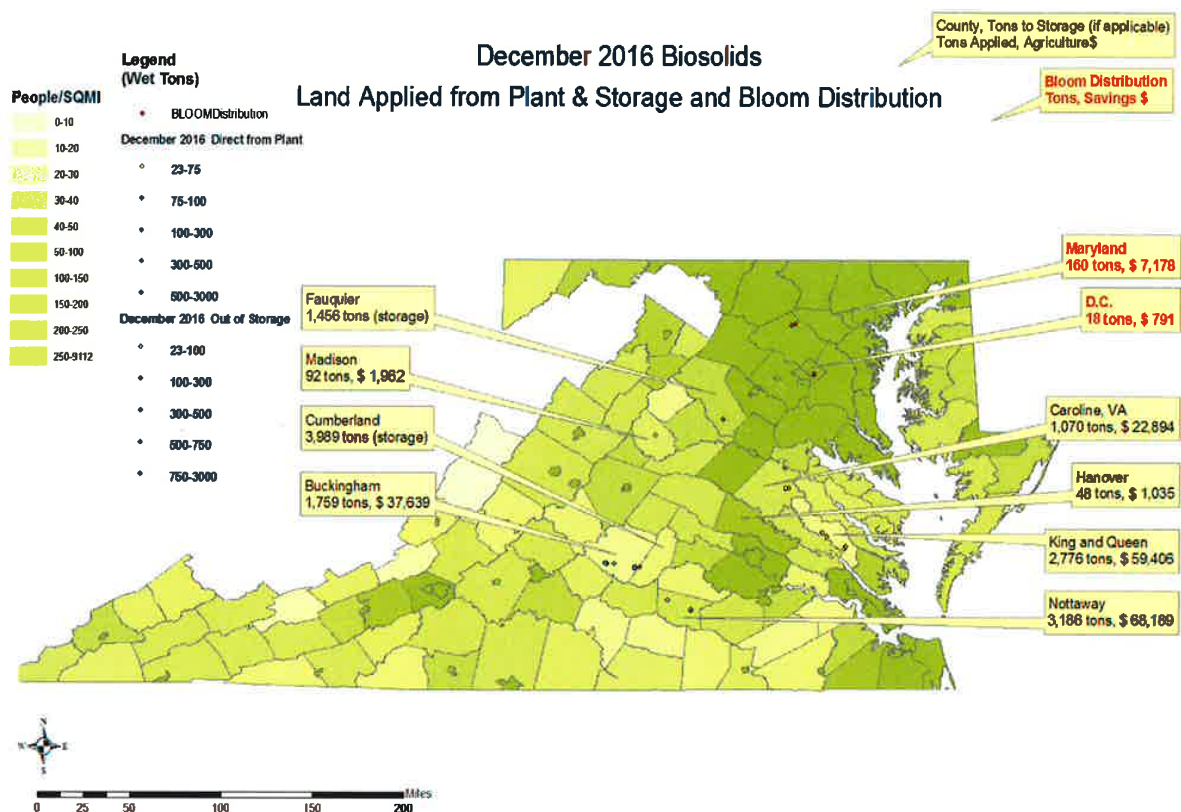 December 2016 Biosolids
Land Applied from Plant & Storage and Bloom Distribution
County, Tons to Storage (if applicable)
Tons Applied, Agriculture$
Bloom Distribution
Tons, Savings $
People/SQMI
0-10
10-20
20-30
30-40
40-50
50-100
100-150
150-200
200-250
250-9112
Legend
(Wet Tons)
BLOOMDistribution
December 2016 Direct from Plant
23-75
75-100
100-300
300-500
500-3000
December 2016 Out of Storage
23-100
100-300
300-500
500-750
750-3000
Fauquier
1,456 tons (storage)
Madison
92 tons, $ 1,962
Cumberland
3,989 tons (storage)
Buckingham
1,759 tons, $ 37,639
Maryland
160 tons, $ 7,178
D.C.
18 tons, $ 791
Caroline, VA
1,070 tons, $ 22,894
Hanover
48 tons, $ 1,035
King and Queen
2,776 tons, $ 59,406
Nottaway
3,186 tons, $ 68,189
N
W E
S
Miles
0 25 50 100 150 200